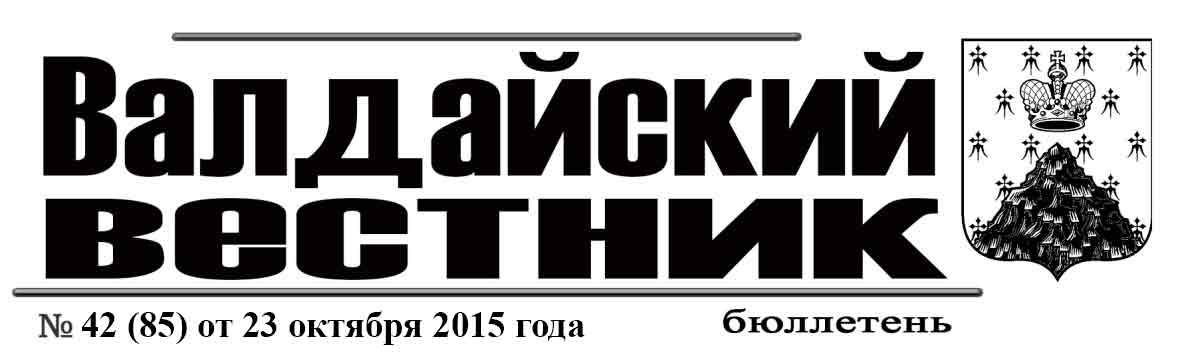 Валдайский
вестник
№ 42 (85) от 23 октября 2015 года бюллетень